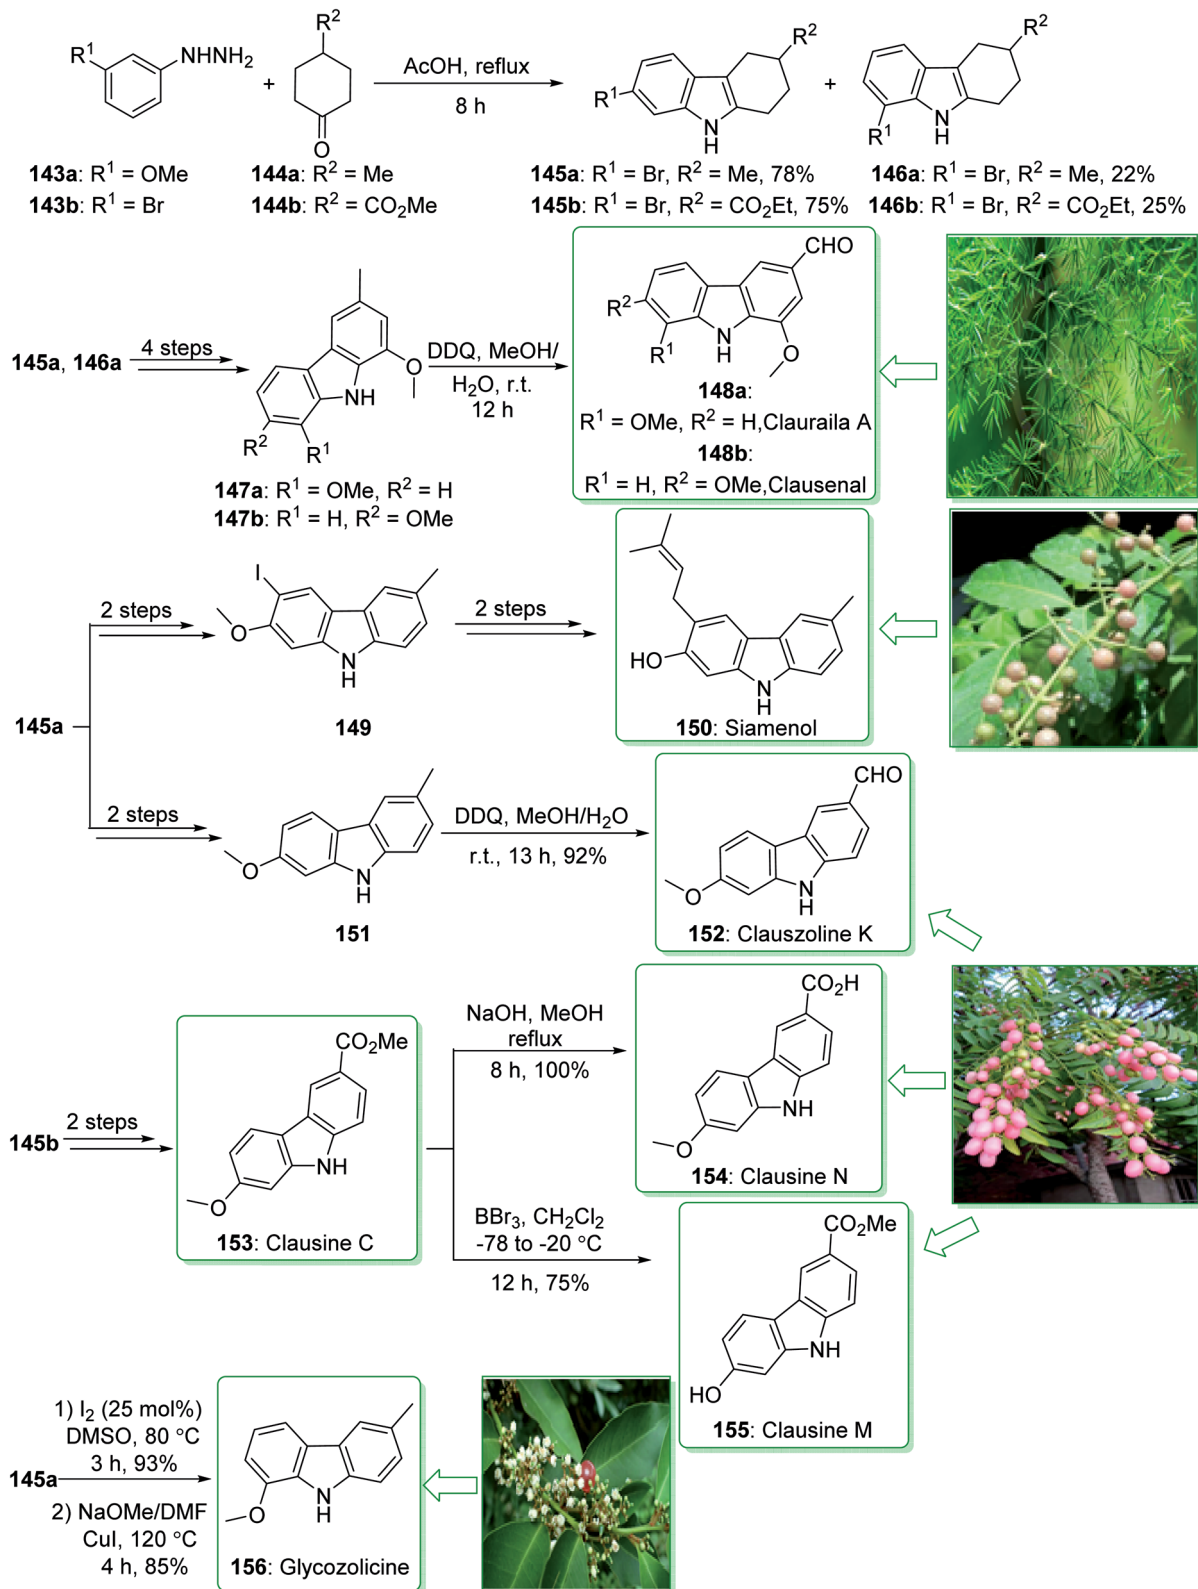 R² R² R²
R¹ NHNH₂
+ AcOH, reflux +
8 h
O R¹ N H R¹ N H
143a: R¹ = OMe 144a: R² = Me 145a: R¹ = Br, R² = Me, 78% 146a: R¹ = Br, R² = Me, 22%
143b: R¹ = Br 144b: R² = CO₂Me 145b: R¹ = Br, R² = CO₂Et, 75% 146b: R¹ = Br, R² = CO₂Et, 25%
CHO
R²
R¹ N H O
145a, 146a 4 steps
O
NH
R² R¹
147a: R¹ = OMe, R² = H
147b: R¹ = H, R² = OMe
DDQ, MeOH/
H₂O, r.t.
12 h
148a:
R¹ = OMe, R² = H,Clauraila A
148b:
R¹ = H, R² = OMe,Clausenal
145a
2 steps
I
O N H
149
2 steps
HO
N H
150: Siamenol
2 steps
O N H
151
DDQ, MeOH/H₂O
r.t., 13 h, 92%
CHO
O N H
152: Clauszoline K
145b 2 steps
CO₂Me
NH
O
153: Clausine C
NaOH, MeOH
reflux
8 h, 100%
CO₂H
NH
O
154: Clausine N
BBr₃, CH₂Cl₂
-78 to -20 °C
12 h, 75%
CO₂Me
NH
HO
155: Clausine M
145a
1) I₂ (25 mol%)
DMSO, 80 °C
3 h, 93%
2) NaOMe/DMF
CuI, 120 °C
4 h, 85%
O N H
156: Glycozolicine